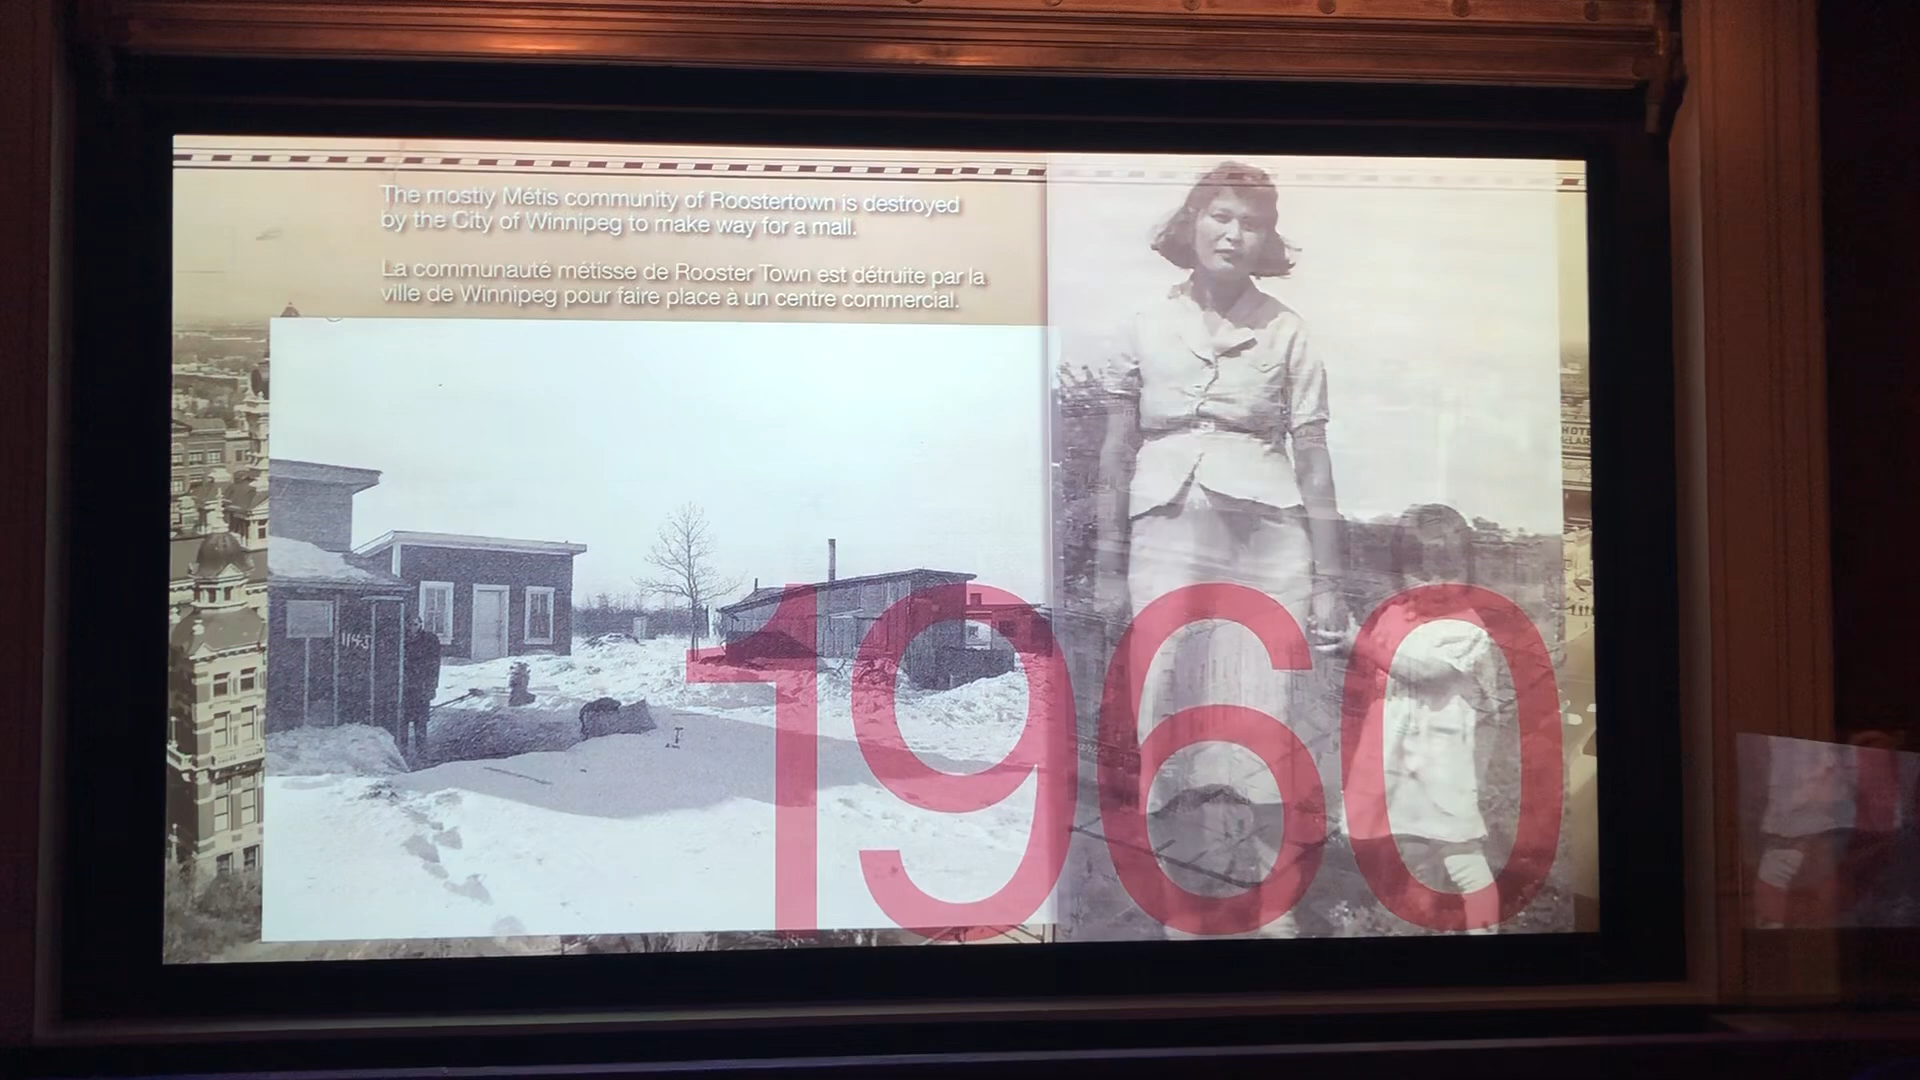 The mostly Métis community of Roostertown is destroyed
by the City of Winnipeg to make way for a mall.
La communauté métisse de Rooster Town est détruite par la
ville de Winnipeg pour faire place à un centre commercial.
1145
1960